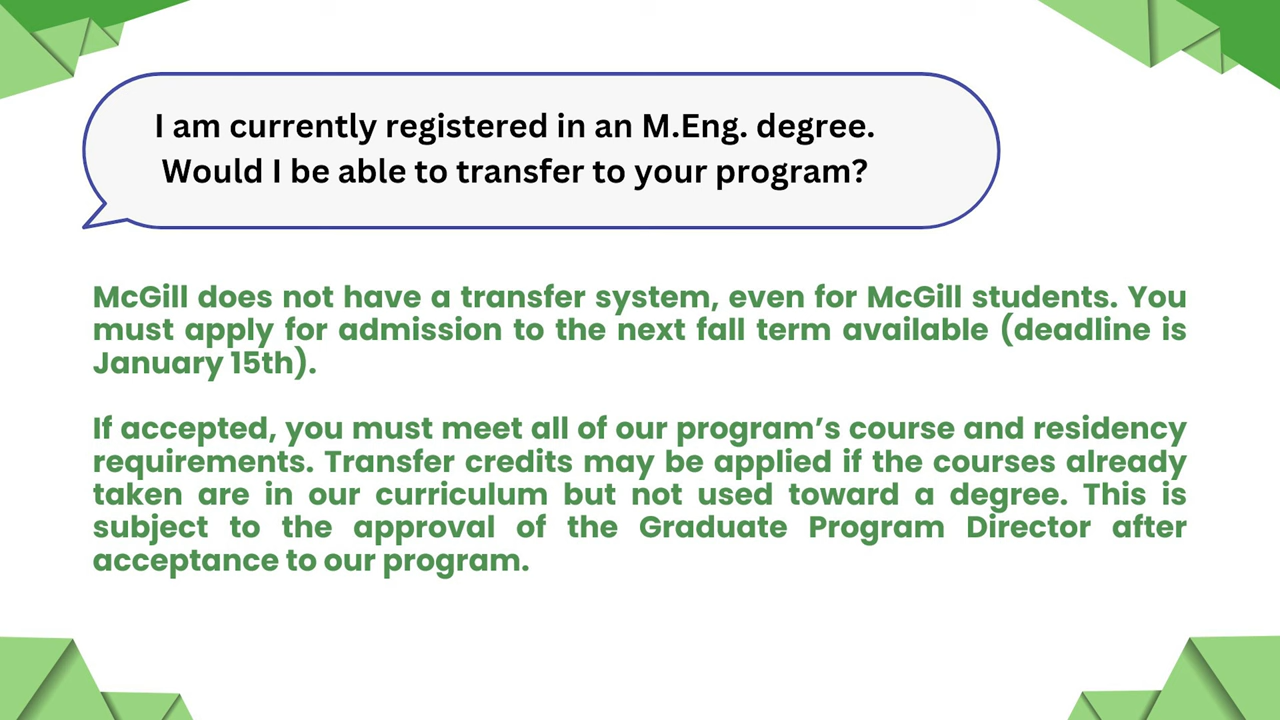 I am currently registered in an M.Eng. degree.
Would I be able to transfer to your program?
McGill does not have a transfer system, even for McGill students. You
must apply for admission to the next fall term available (deadline is
January 15th).
If accepted, you must meet all of our program’s course and residency
requirements. Transfer credits may be applied if the courses already
taken are in our curriculum but not used toward a degree. This is
subject to the approval of the Graduate Program Director after
acceptance to our program.